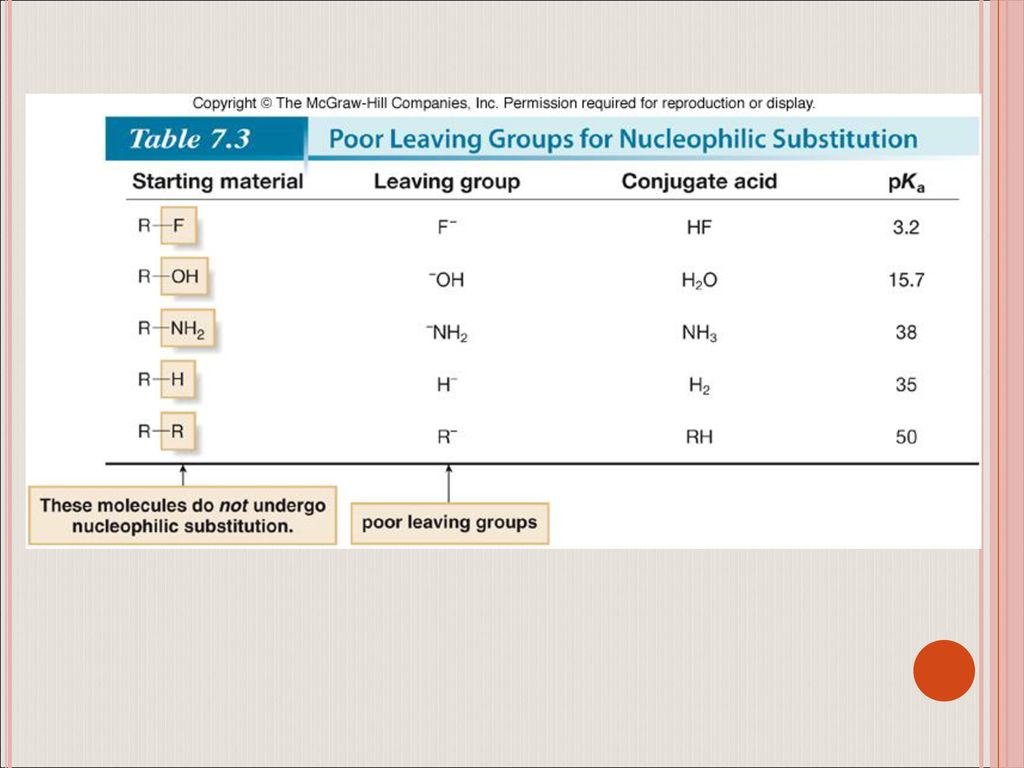 Copyright © The McGraw-Hill Companies, Inc. Permission required for reproduction or display.
Table 7.3 Poor Leaving Groups for Nucleophilic Substitution
Starting material Leaving group Conjugate acid pKₐ
R—F F⁻ HF 3.2
R—OH ⁻OH H₂O 15.7
R—NH₂ ⁻NH₂ NH₃ 38
R—H H⁻ H₂ 35
R—R R⁻ RH 50
These molecules do not undergo
nucleophilic substitution.
poor leaving groups